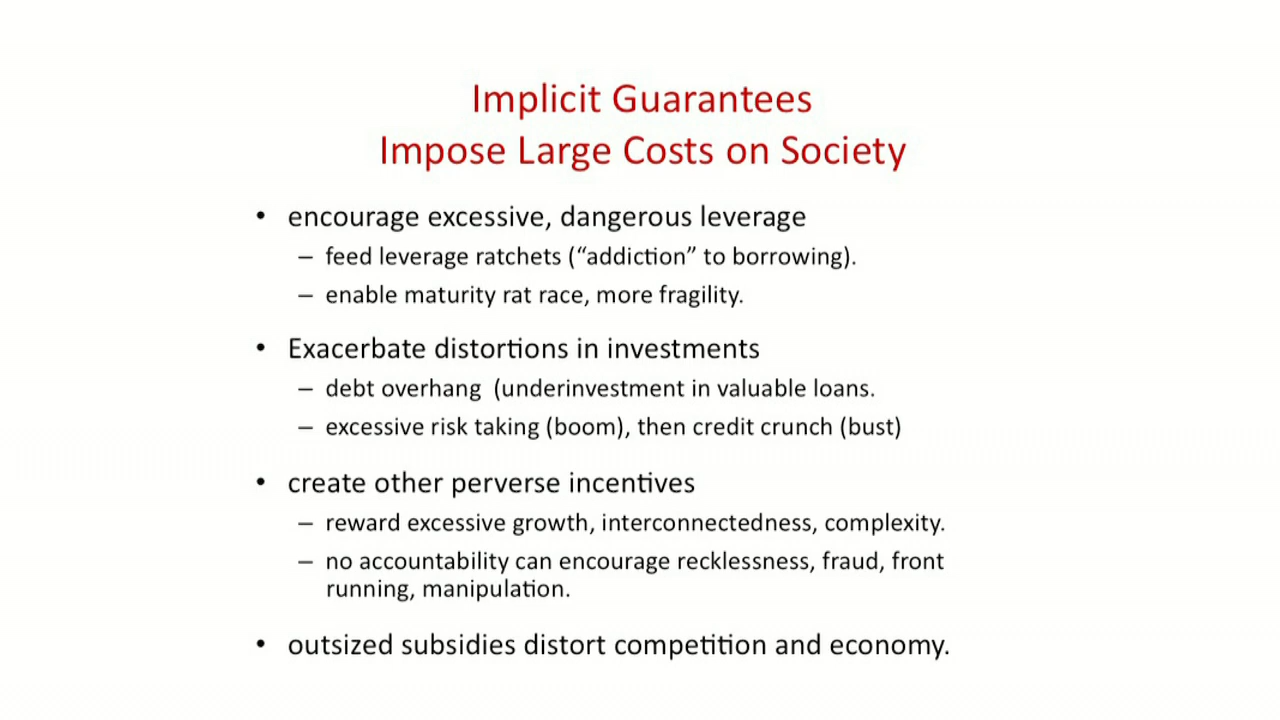 Implicit Guarantees
Impose Large Costs on Society
• encourage excessive, dangerous leverage
– feed leverage ratchets (“addiction” to borrowing).
– enable maturity rat race, more fragility.
• Exacerbate distortions in investments
– debt overhang  (underinvestment in valuable loans.
– excessive risk taking (boom), then credit crunch (bust)
• create other perverse incentives
– reward excessive growth, interconnectedness, complexity.
– no accountability can encourage recklessness, fraud, front
running, manipulation.
• outsized subsidies distort competition and economy.